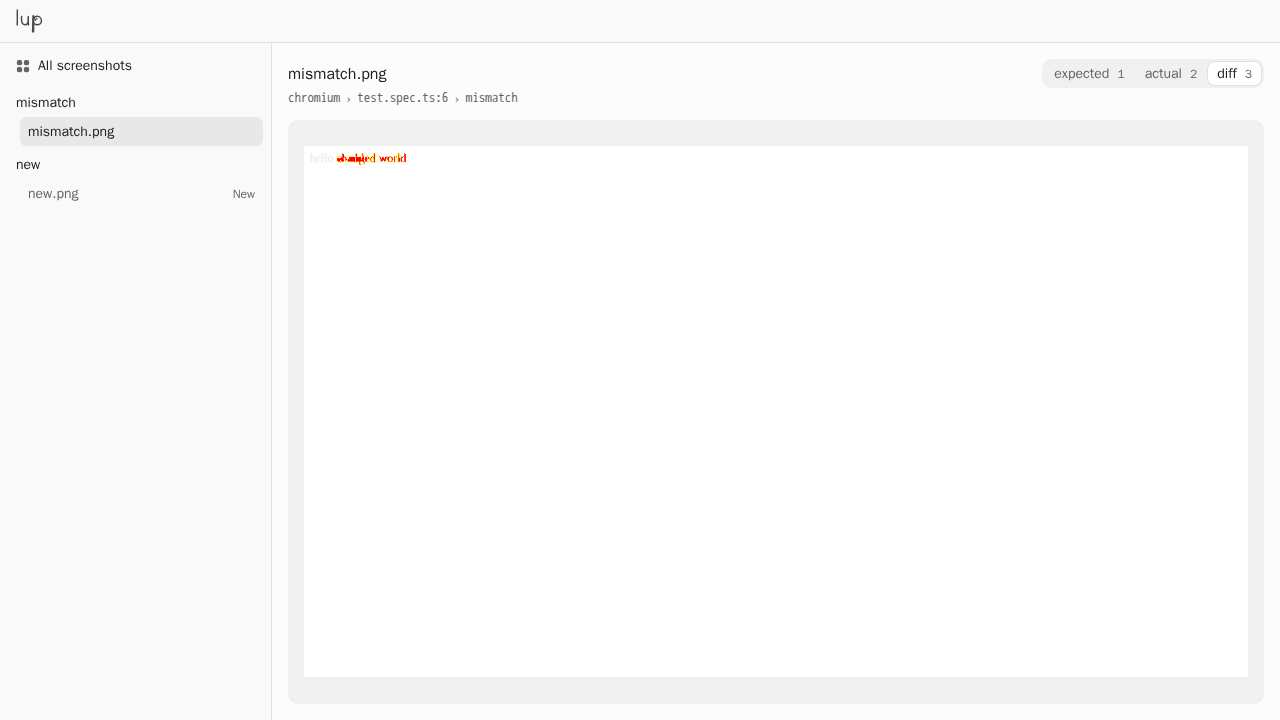 lup
All screenshots
mismatch
mismatch.png
new
new.png New
mismatch.png
chromium › test.spec.ts:6 › mismatch
expected 1 actual 2 diff 3
hello world